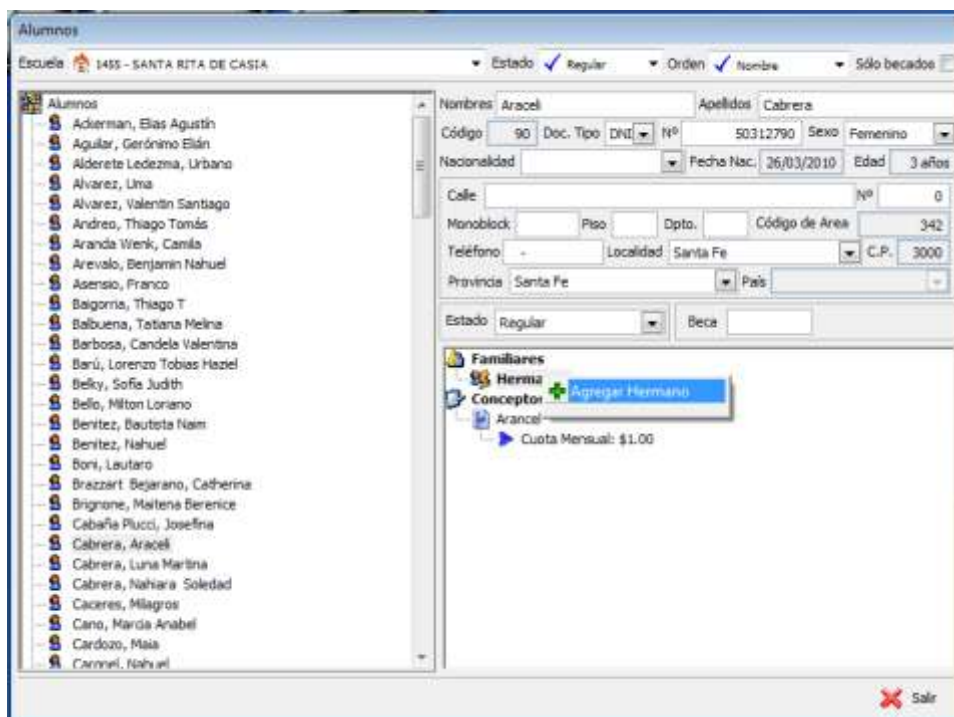 Alumnos
Escuela 1455 - SANTA RITA DE CASIA Estado Regular Orden Nombre Sólo becados
Alumnos
Ackerman, Elias Agustín
Aguilar, Gerónimo Elián
Alderete Ledezma, Urbano
Alvarez, Uma
Alvarez, Valentin Santiago
Andreo, Thiago Tomás
Aranda Wenk, Camila
Arevalo, Benjamin Nahuel
Asensio, Franco
Baigorria, Thiago T
Balbuena, Tatiana Melina
Barbosa, Candela Valentina
Barú, Lorenzo Tobias Haziel
Belky, Sofía Judith
Bello, Milton Loriano
Benitez, Bautista Naim
Benitez, Nahuel
Boni, Lautaro
Brazzart Bejarano, Catherina
Brignone, Maitena Berenice
Cabaña Plucci, Josefina
Cabrera, Araceli
Cabrera, Luna Martina
Cabrera, Nahiara Soledad
Caceres, Milagros
Cano, Marcia Anabel
Cardozo, Maia
Coronel, Nahuel
Nombres Araceli Apellidos Cabrera
Código 90 Doc. Tipo DNI Nº 50312790 Sexo Femenino
Nacionalidad Fecha Nac. 26/03/2010 Edad 3 años
Calle Nº 0
Monoblock Piso Dpto. Código de Area 342
Teléfono - Localidad Santa Fe C.P. 3000
Provincia Santa Fe País
Estado Regular Beca
Familiares
Herma
Agregar Hermano
Concepto
Arancel
Cuota Mensual: $1.00
Salir